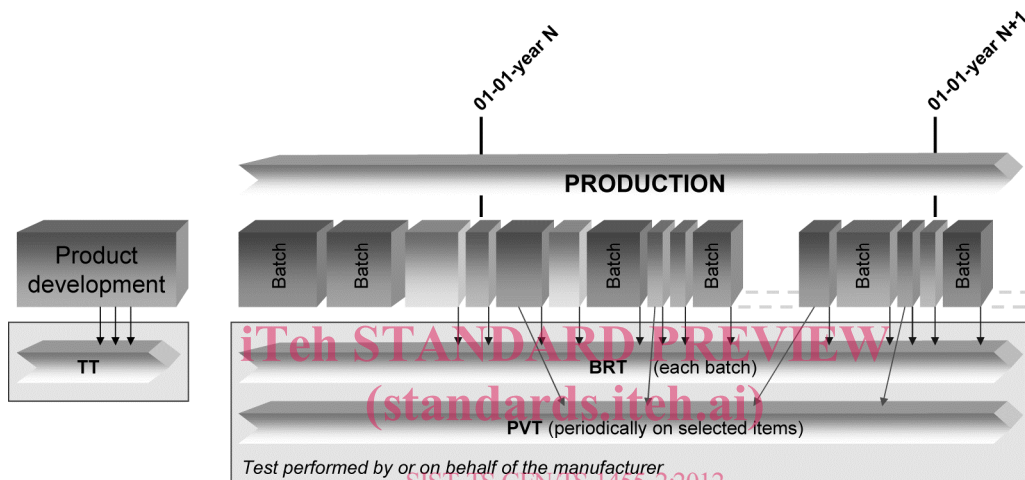 01-01-year N
01-01-year N+1
PRODUCTION
Product
development
Batch
Batch
Batch
Batch
Batch
Batch
iTeh STANDARD PREVIEW
TT
BRT (each batch)
(standards.iteh.ai)
PVT (periodically on selected items)
Test performed by or on behalf of the manufacturer